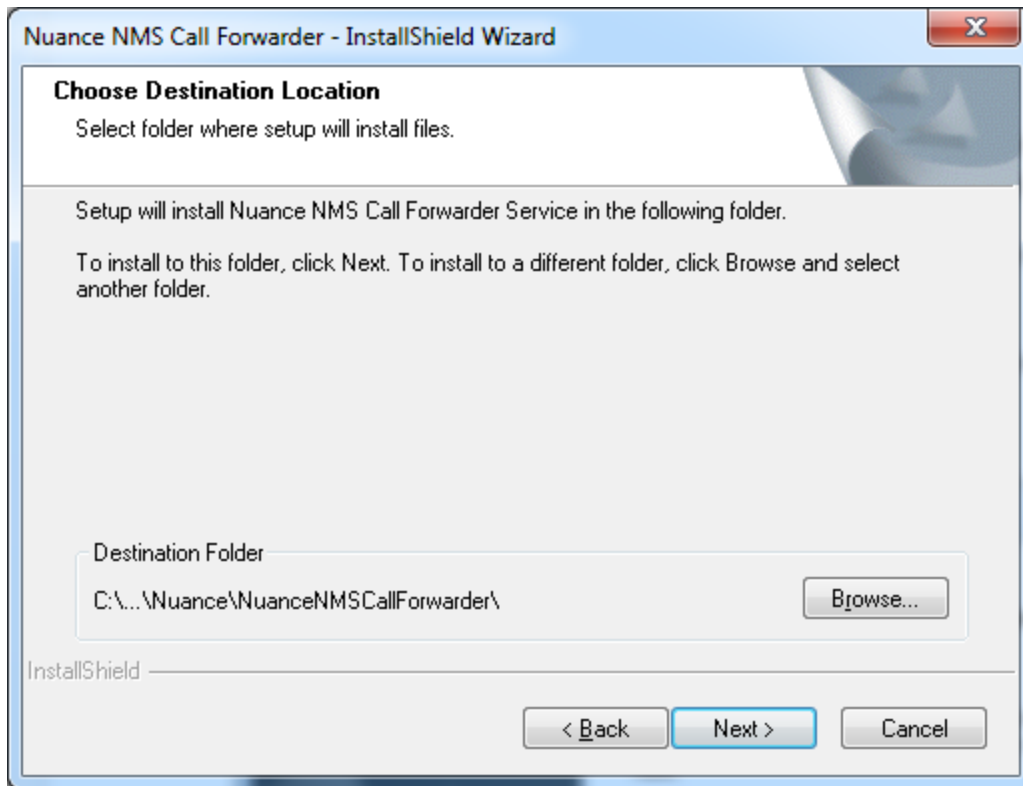 Nuance NMS Call Forwarder - InstallShield Wizard
Choose Destination Location
Select folder where setup will install files.
Setup will install Nuance NMS Call Forwarder Service in the following folder.
To install to this folder, click Next. To install to a different folder, click Browse and select
another folder.
Destination Folder
C:\...\Nuance\NuanceNMSCallForwarder\
Browse...
InstallShield
< Back
Next >
Cancel